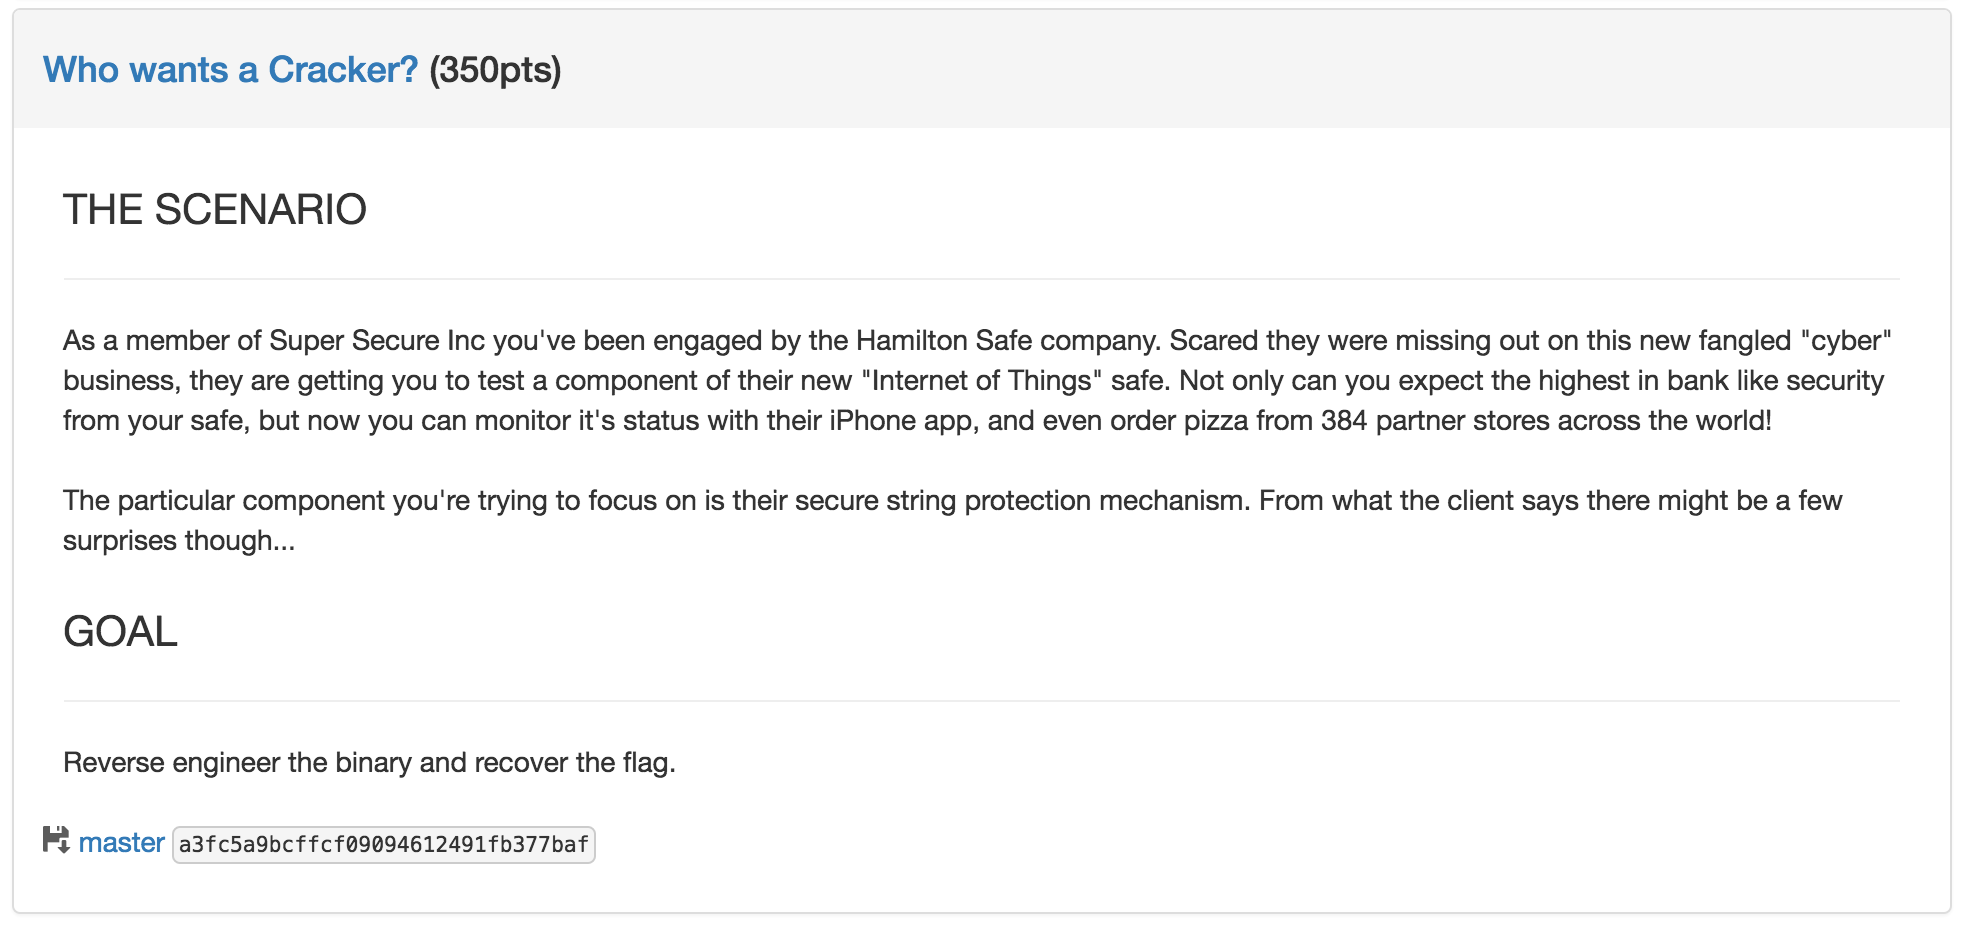 Who wants a Cracker? (350pts)
THE SCENARIO
As a member of Super Secure Inc you've been engaged by the Hamilton Safe company. Scared they were missing out on this new fangled "cyber"
business, they are getting you to test a component of their new "Internet of Things" safe. Not only can you expect the highest in bank like security
from your safe, but now you can monitor it's status with their iPhone app, and even order pizza from 384 partner stores across the world!
The particular component you're trying to focus on is their secure string protection mechanism. From what the client says there might be a few
surprises though...
GOAL
Reverse engineer the binary and recover the flag.
master a3fc5a9bcffcf09094612491fb377baf